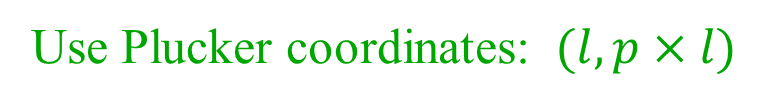 Use Plucker coordinates: (l, p × l)